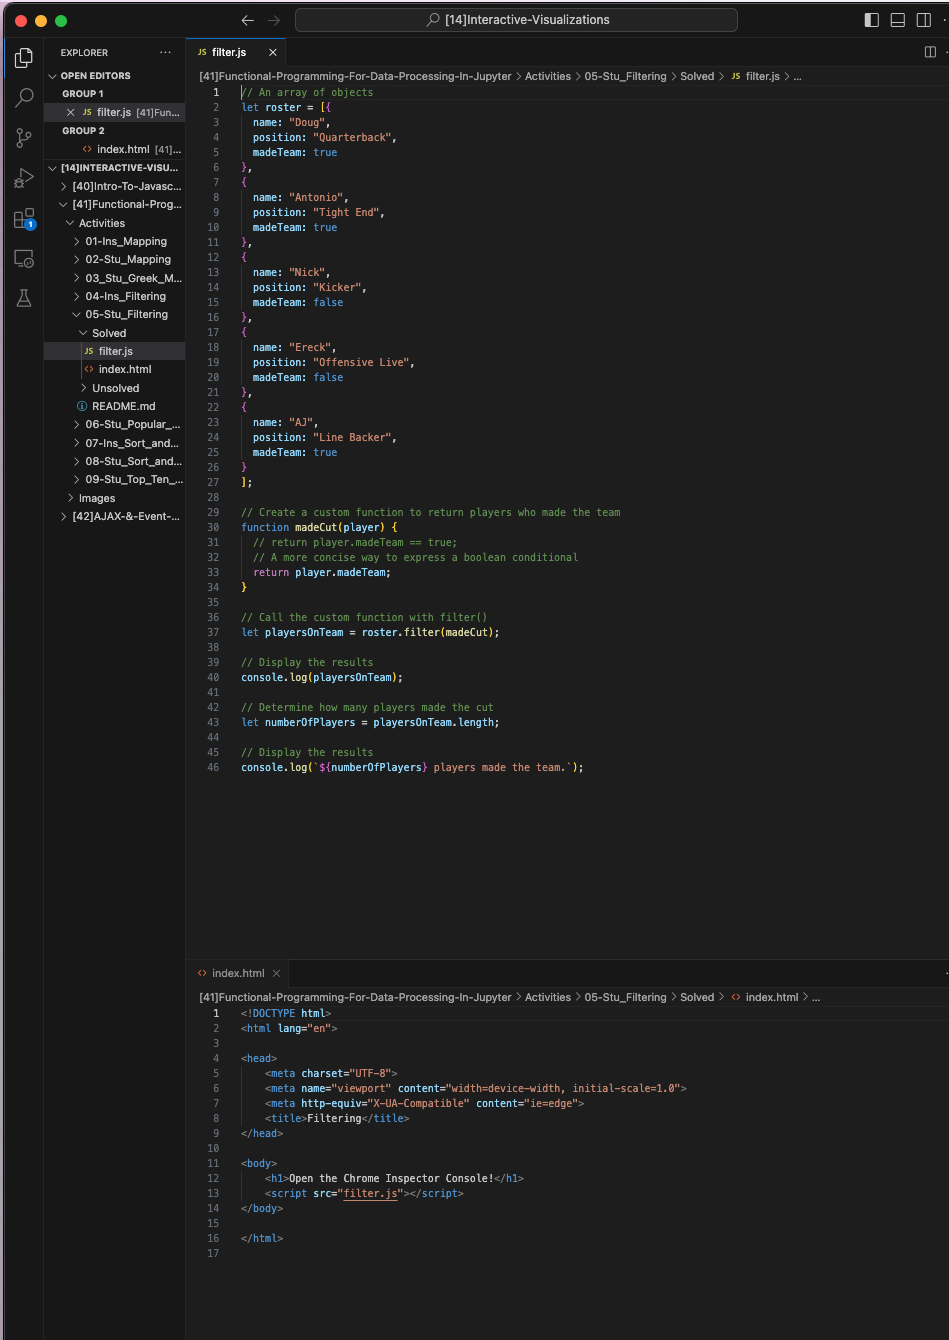 [14]Interactive-Visualizations
EXPLORER
OPEN EDITORS
GROUP 1
JS filter.js [41]Fun...
GROUP 2
<> index.html [41]...
[14]INTERACTIVE-VISU...
[40]Intro-To-Javasc...
[41]Functional-Prog...
Activities
01-Ins_Mapping
02-Stu_Mapping
03_Stu_Greek_M...
04-Ins_Filtering
05-Stu_Filtering
Solved
JS filter.js
<> index.html
Unsolved
README.md
06-Stu_Popular_...
07-Ins_Sort_and...
08-Stu_Sort_and...
09-Stu_Top_Ten_...
Images
[42]AJAX-&-Event-...
1
JS filter.js
[41]Functional-Programming-For-Data-Processing-In-Jupyter > Activities > 05-Stu_Filtering > Solved > JS filter.js > ...
1 // An array of objects
2 let roster = [{
3 name: "Doug",
4 position: "Quarterback",
5 madeTeam: true
6 },
7 {
8 name: "Antonio",
9 position: "Tight End",
10 madeTeam: true
11 },
12 {
13 name: "Nick",
14 position: "Kicker",
15 madeTeam: false
16 },
17 {
18 name: "Ereck",
19 position: "Offensive Live",
20 madeTeam: false
21 },
22 {
23 name: "AJ",
24 position: "Line Backer",
25 madeTeam: true
26 }
27 ];
28
29 // Create a custom function to return players who made the team
30 function madeCut(player) {
31 // return player.madeTeam == true;
32 // A more concise way to express a boolean conditional
33 return player.madeTeam;
34 }
35
36 // Call the custom function with filter()
37 let playersOnTeam = roster.filter(madeCut);
38
39 // Display the results
40 console.log(playersOnTeam);
41
42 // Determine how many players made the cut
43 let numberOfPlayers = playersOnTeam.length;
44
45 // Display the results
46 console.log(`${numberOfPlayers} players made the team.`);
<> index.html
[41]Functional-Programming-For-Data-Processing-In-Jupyter > Activities > 05-Stu_Filtering > Solved > <> index.html > ...
1 <!DOCTYPE html>
2 <html lang="en">
3
4 <head>
5 <meta charset="UTF-8">
6 <meta name="viewport" content="width=device-width, initial-scale=1.0">
7 <meta http-equiv="X-UA-Compatible" content="ie=edge">
8 <title>Filtering</title>
9 </head>
10
11 <body>
12 <h1>Open the Chrome Inspector Console!</h1>
13 <script src="filter.js"></script>
14 </body>
15
16 </html>
17